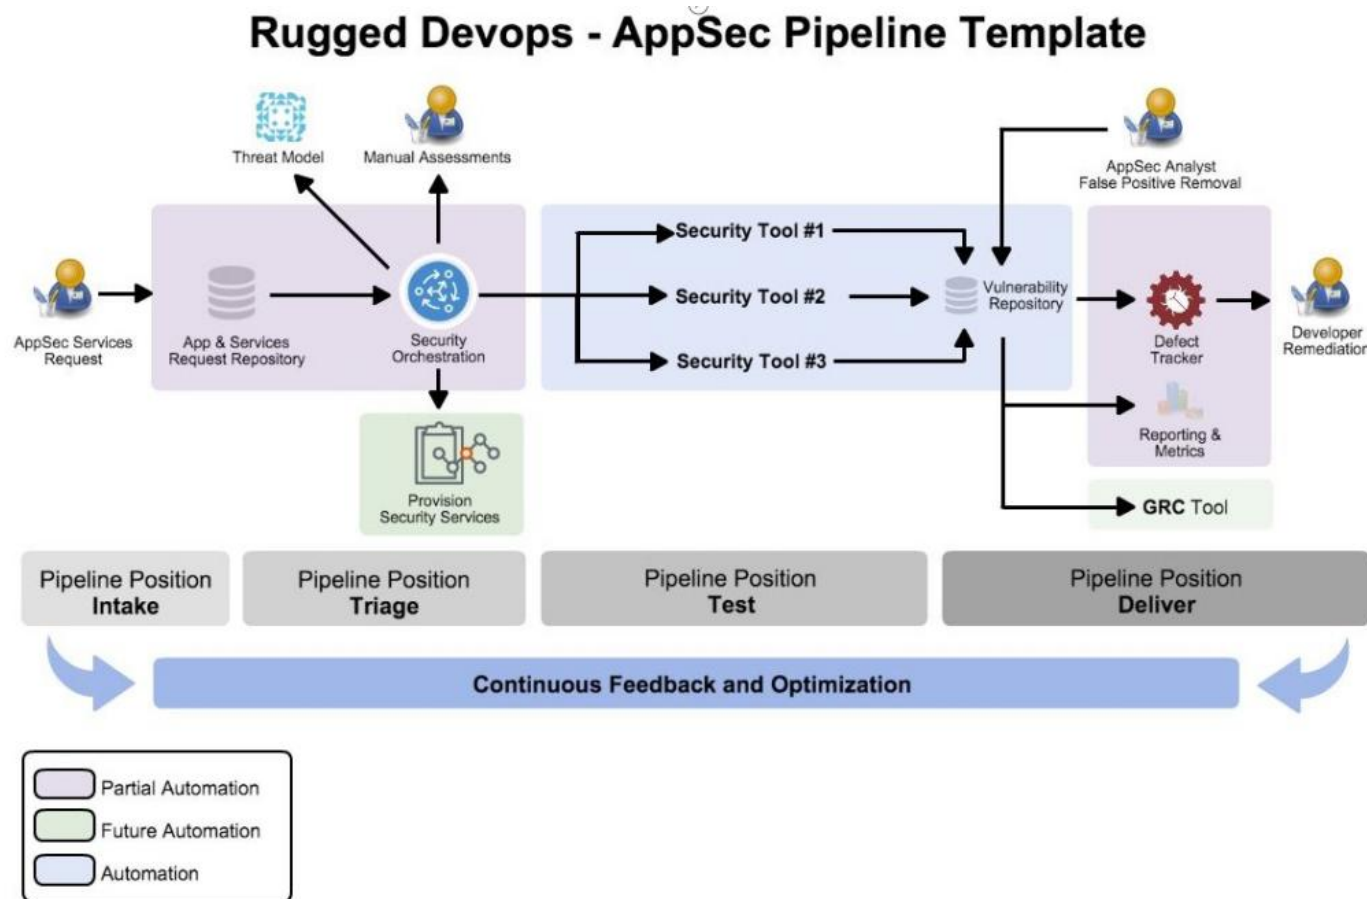 Rugged Devops - AppSec Pipeline Template
Threat Model
Manual Assessments
AppSec Analyst
False Positive Removal
AppSec Services
Request
App & Services
Request Repository
Security
Orchestration
Provision
Security Services
Security Tool #1
Security Tool #2
Security Tool #3
Vulnerability
Repository
Defect
Tracker
Reporting &
Metrics
GRC Tool
Developer
Remediation
Pipeline Position
Intake
Pipeline Position
Triage
Pipeline Position
Test
Pipeline Position
Deliver
Continuous Feedback and Optimization
Partial Automation
Future Automation
Automation